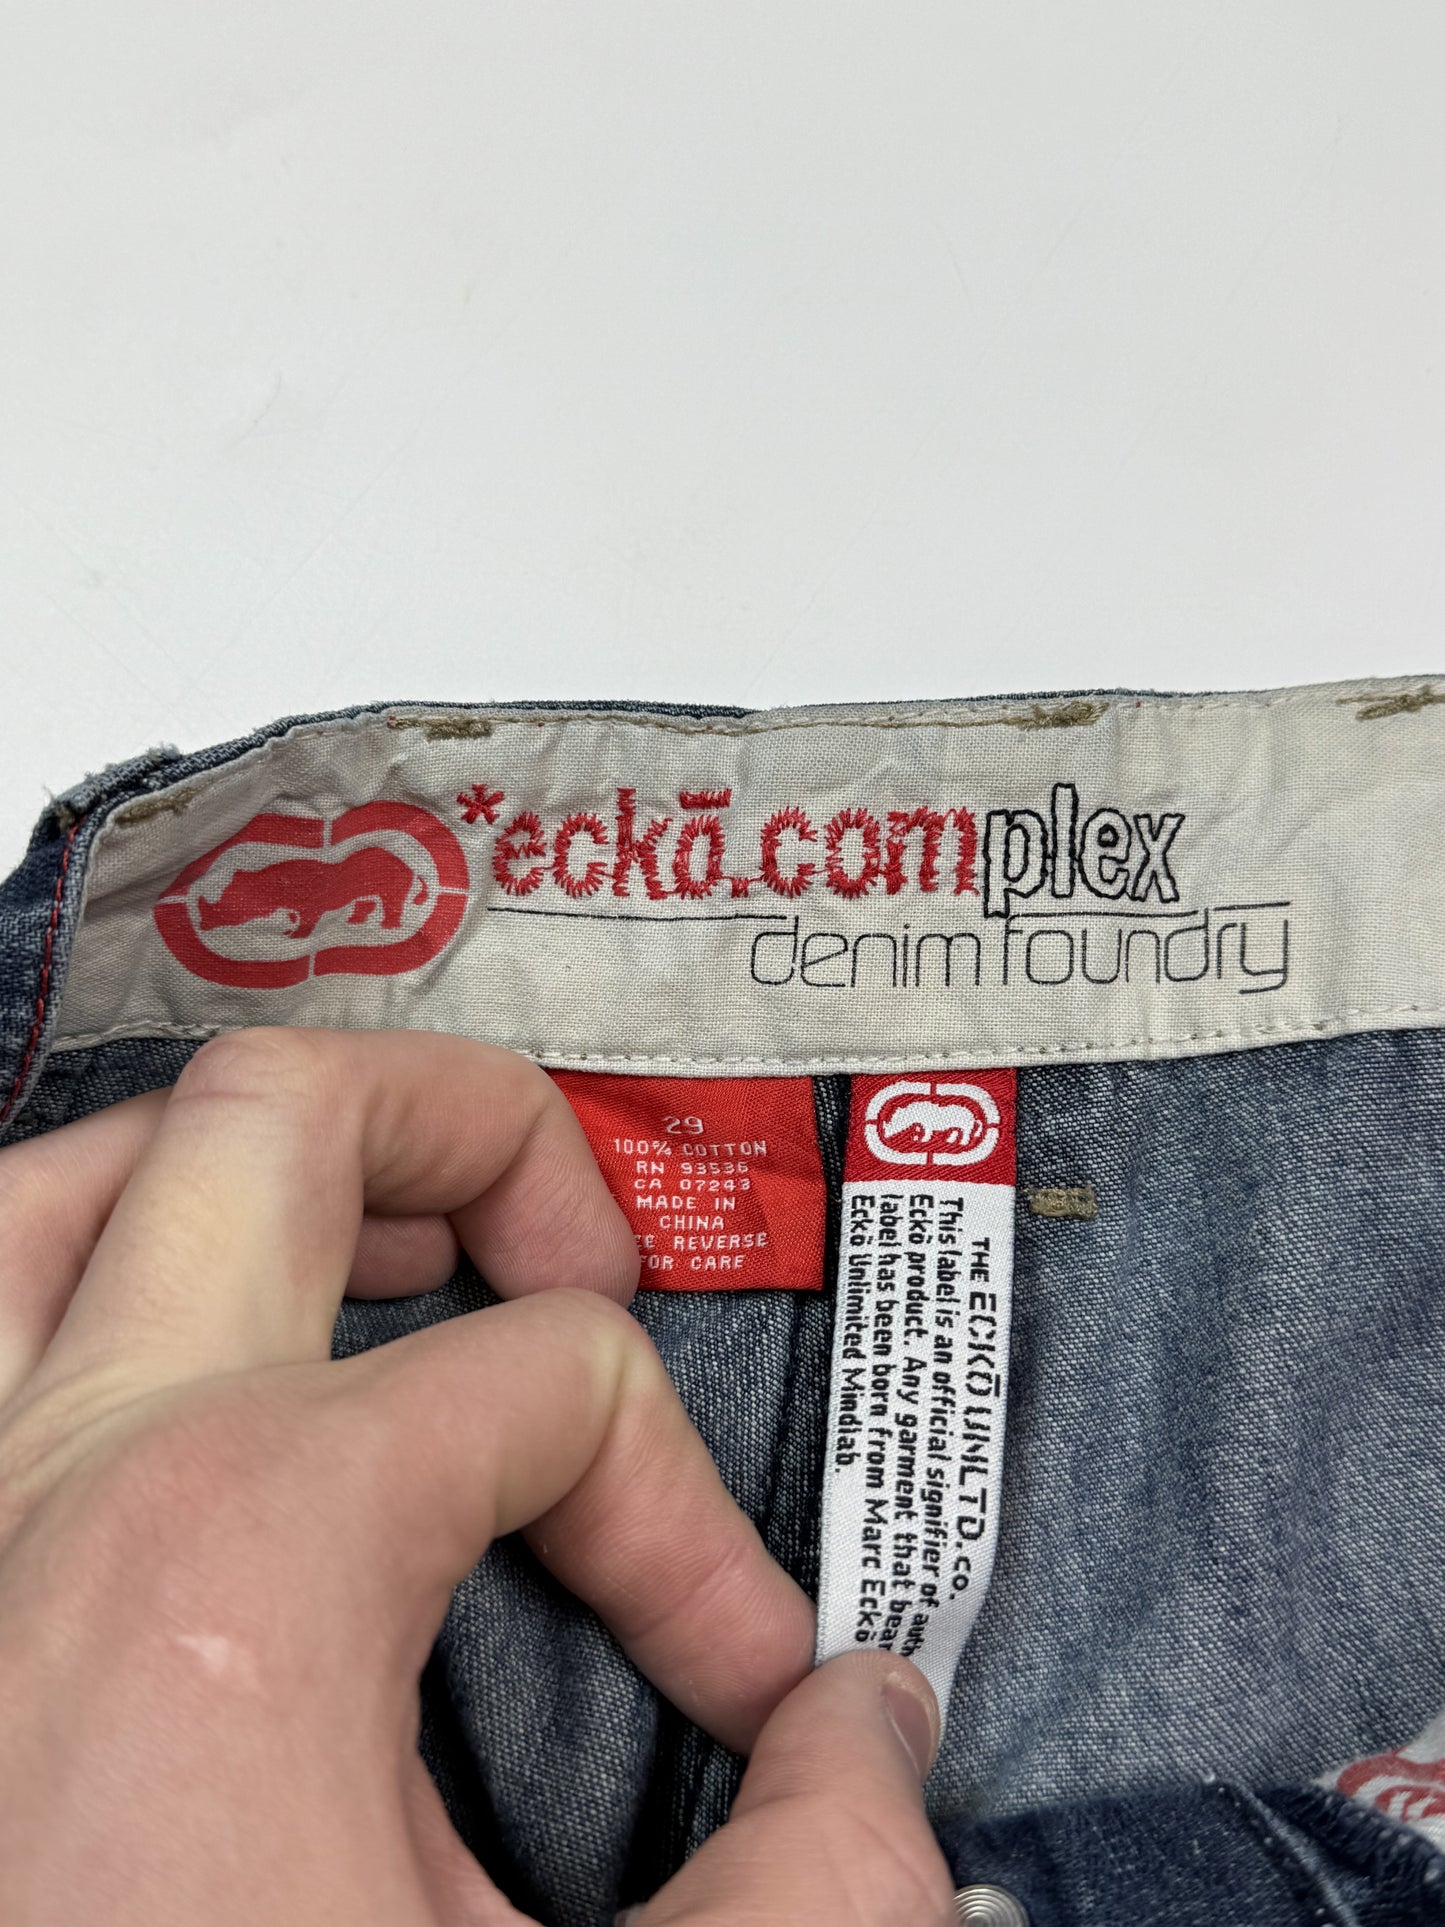 *eckō.complex
denim foundry
29
100% COTTON
RN 93536
CA 07243
MADE IN
CHINA
REVERSE
FOR CARE
THE ECKŌ UNLTD.CO.
This label is an official signifier of
Eckō product. Any garment that
label has been born from Marc Eckō
Eckō Unlimited Mindlab.